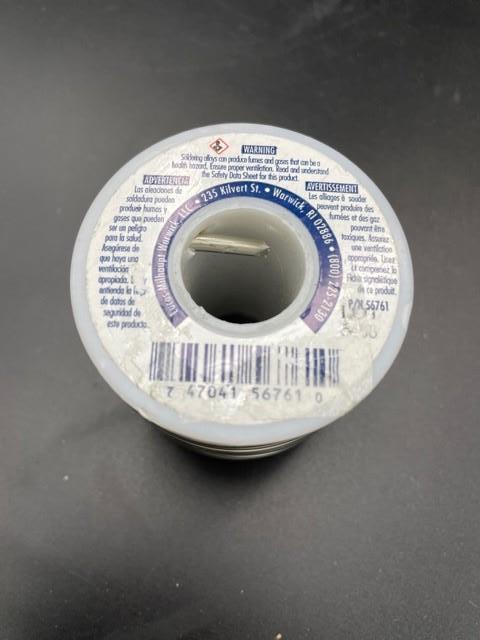 WARNING
Soldering alloys can produce fumes and gases that can be a
health hazard. Ensure proper ventilation. Read and understand
the Safety Data Sheet for this product.
ADVERTENCIA
Las aleaciones de
soldadura pueden
producir humos y
gases que pueden
ser un peligro
para la salud.
Asegúrese de
que haya una
ventilación
apropiada.
entienda la
de datos de
seguridad de
este producto.
AVERTISSEMENT
Les alliages à souder
peuvent produire des
fumées et des gaz
pouvant être
toxiques. Assurez
une ventilation
appropriée. Lisez
et comprenez la
Fiche signalétique
de ce produit.
Lucas-Milhaupt Warwick, LLC • 235 Kilvert St. • Warwick, RI 02886 • (800) 225-2130
56761
7 47041 56761 0